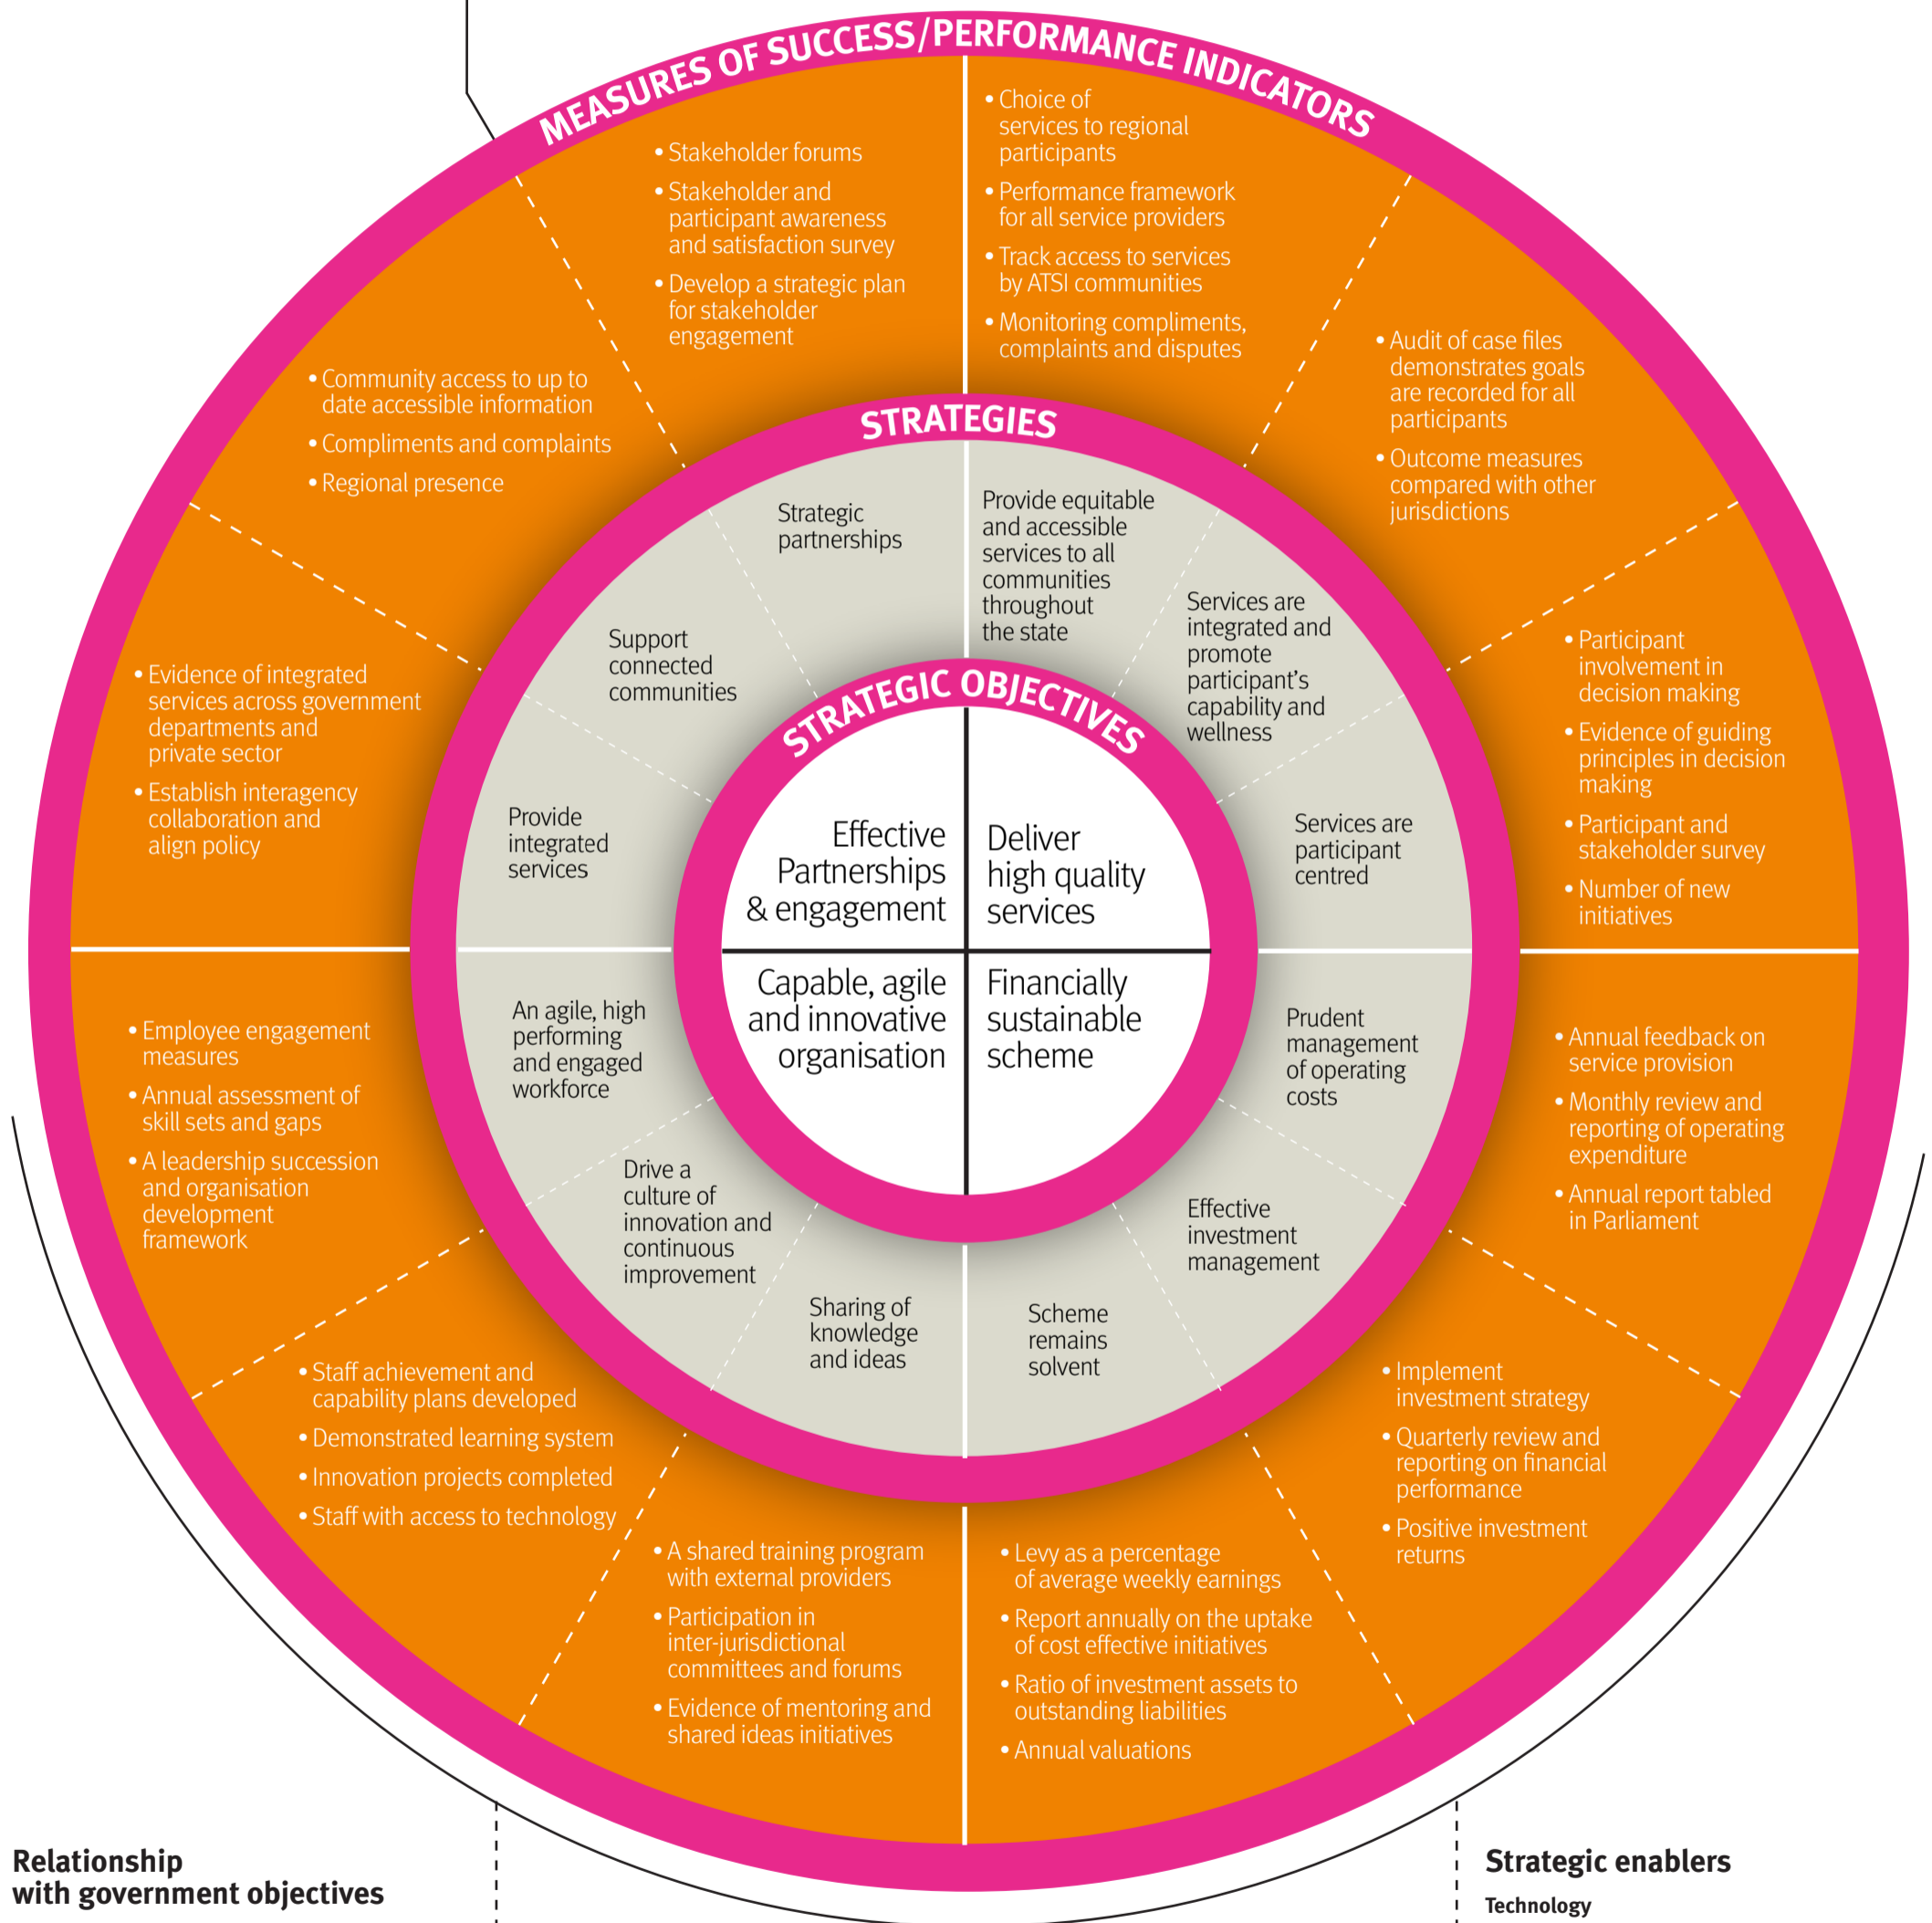 MEASURES OF SUCCESS/PERFORMANCE INDICATORS
• Stakeholder forums
• Stakeholder and
participant awareness
and satisfaction survey
• Develop a strategic plan
for stakeholder
engagement
• Choice of
services to regional
participants
• Performance framework
for all service providers
• Track access to services
by ATSI communities
• Monitoring compliments,
complaints and disputes
• Audit of case files
demonstrates goals
are recorded for all
participants
• Outcome measures
compared with other
jurisdictions
• Participant
involvement in
decision making
• Evidence of guiding
principles in decision
making
• Participant and
stakeholder survey
• Number of new
initiatives
• Annual feedback on
service provision
• Monthly review and
reporting of operating
expenditure
• Annual report tabled
in Parliament
• Implement
investment strategy
• Quarterly review and
reporting on financial
performance
• Positive investment
returns
• Levy as a percentage
of average weekly earnings
• Report annually on the uptake
of cost effective initiatives
• Ratio of investment assets to
outstanding liabilities
• Annual valuations
• A shared training program
with external providers
• Participation in
inter-jurisdictional
committees and forums
• Evidence of mentoring and
shared ideas initiatives
• Staff achievement and
capability plans developed
• Demonstrated learning system
• Innovation projects completed
• Staff with access to technology
• Employee engagement
measures
• Annual assessment of
skill sets and gaps
• A leadership succession
and organisation
development
framework
• Evidence of integrated
services across government
departments and
private sector
• Establish interagency
collaboration and
align policy
• Community access to up to
date accessible information
• Compliments and complaints
• Regional presence
STRATEGIES
Strategic
partnerships
Provide equitable
and accessible
services to all
communities
throughout
the state
Services are
integrated and
promote
participant's
capability and
wellness
Services are
participant
centred
Prudent
management
of operating
costs
Effective
investment
management
Scheme
remains
solvent
Sharing of
knowledge
and ideas
Drive a
culture of
innovation and
continuous
improvement
An agile, high
performing
and engaged
workforce
Provide
integrated
services
Support
connected
communities
STRATEGIC OBJECTIVES
Effective
Partnerships
& engagement
Deliver
high quality
services
Capable, agile
and innovative
organisation
Financially
sustainable
scheme
Relationship
with government objectives
Strategic enablers
Technology